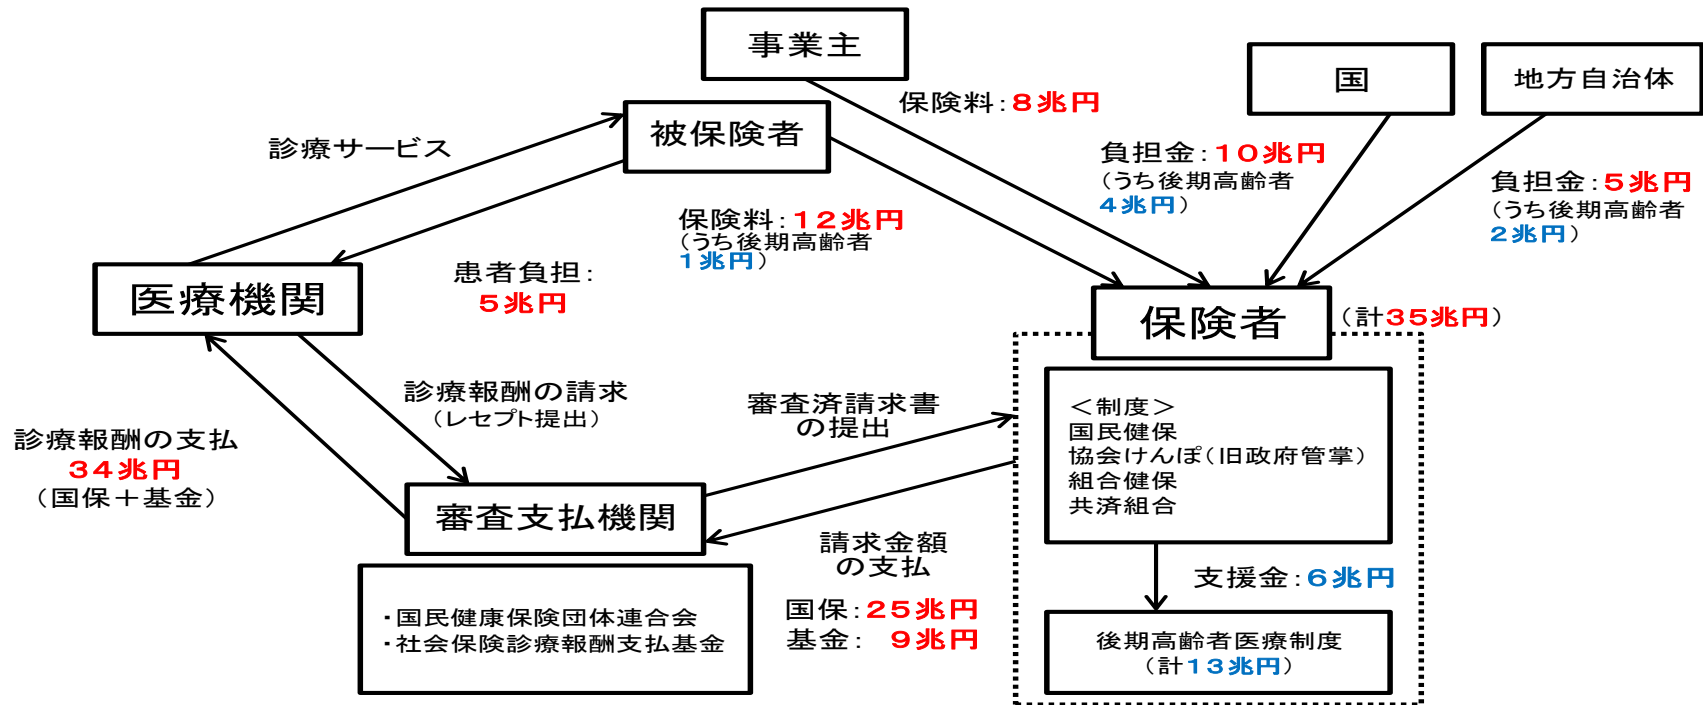 事業主
国
地方自治体
保険料：８兆円
被保険者
診療サービス
負担金：１０兆円
（うち後期高齢者
４兆円）
負担金：５兆円
（うち後期高齢者
２兆円）
保険料：１２兆円
（うち後期高齢者
１兆円）
患者負担：
５兆円
医療機関
保険者
（計３５兆円）
診療報酬の請求
（レセプト提出）
審査済請求書
の提出
＜制度＞
国民健保
協会けんぽ（旧政府管掌）
組合健保
共済組合
診療報酬の支払
３４兆円
（国保＋基金）
審査支払機関
請求金額
の支払
国保：２５兆円
基金：　９兆円
支援金：６兆円
・国民健康保険団体連合会
・社会保険診療報酬支払基金
後期高齢者医療制度
（計１３兆円）